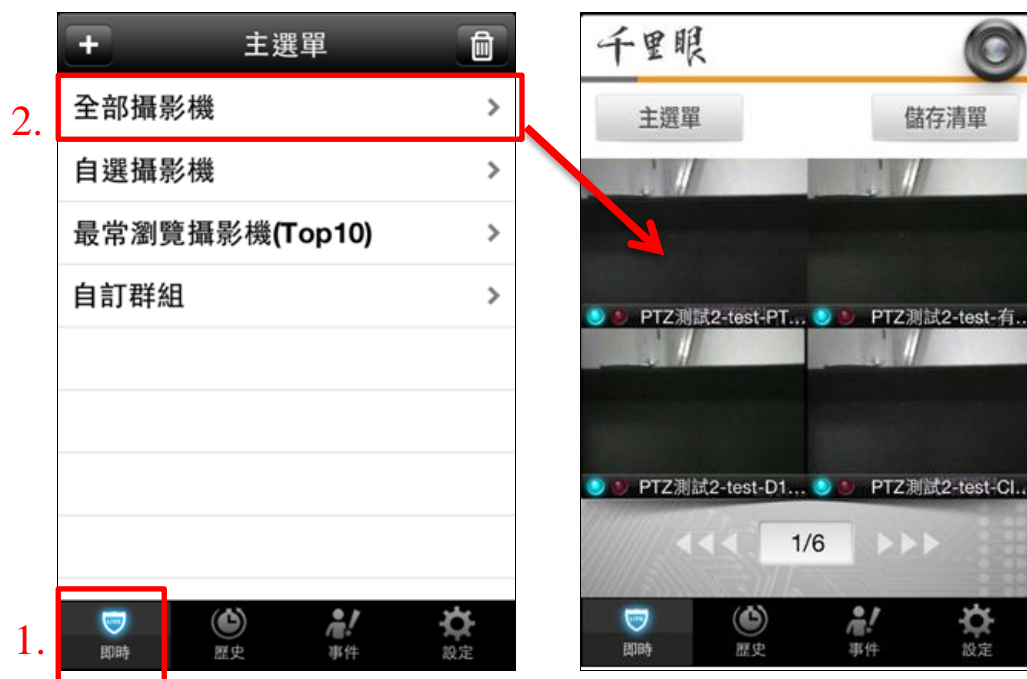 主選單
2.
全部攝影機
自選攝影機
最常瀏覽攝影機(Top10)
自訂群組
1.
即時
歷史
事件
設定
千里眼
主選單
儲存清單
PTZ測試2-test-PT...
PTZ測試2-test-有...
PTZ測試2-test-D1...
PTZ測試2-test-CI...
1/6
LIVE
即時
歷史
事件
設定